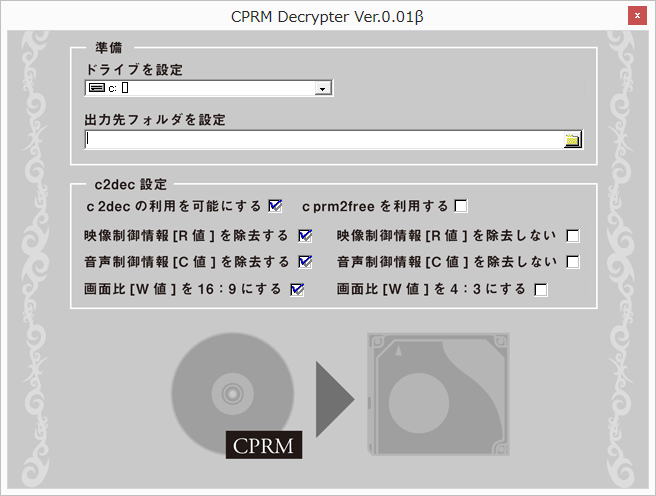 CPRM Decrypter Ver.0.01β
x
準備
ドライブを設定
c: []
出力先フォルダを設定
c2dec 設定
c2dec の利用を可能にする
cprm2free を利用する
映像制御情報 [R 値 ] を除去する
映像制御情報 [R 値 ] を除去しない
音声制御情報 [C 値 ] を除去する
音声制御情報 [C 値 ] を除去しない
画面比 [W 値 ] を 16：9 にする
画面比 [W 値 ] を 4：3 にする
CPRM